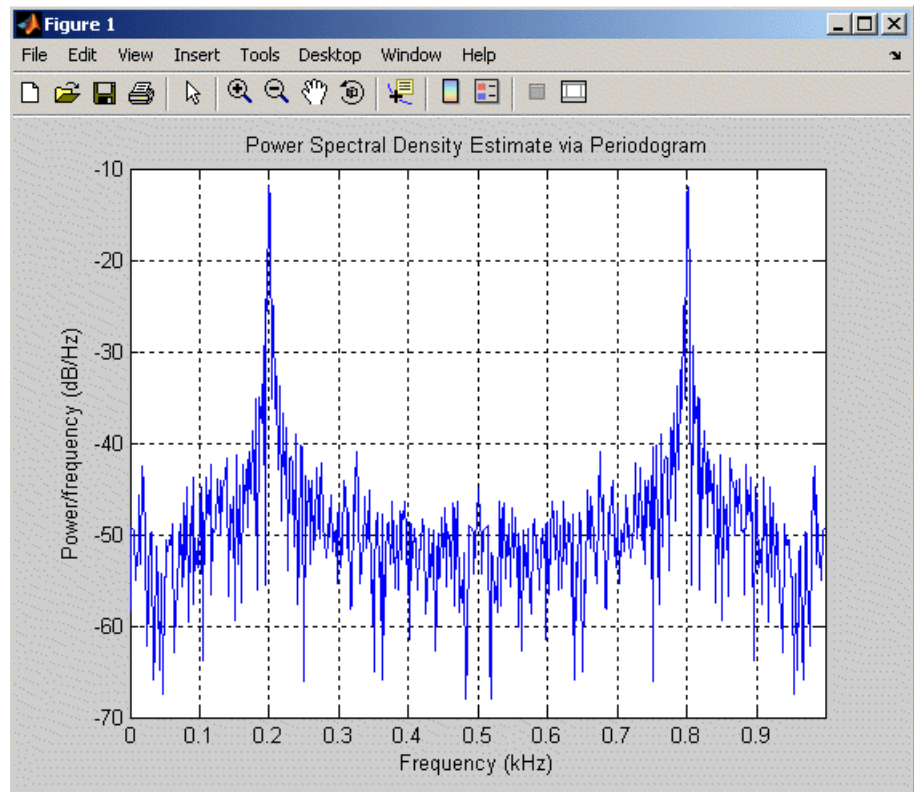 Figure 1
File Edit View Insert Tools Desktop Window Help
Power Spectral Density Estimate via Periodogram
-10
-20
-30
-40
-50
-60
-70
Power/frequency (dB/Hz)
0 0.1 0.2 0.3 0.4 0.5 0.6 0.7 0.8 0.9
Frequency (kHz)